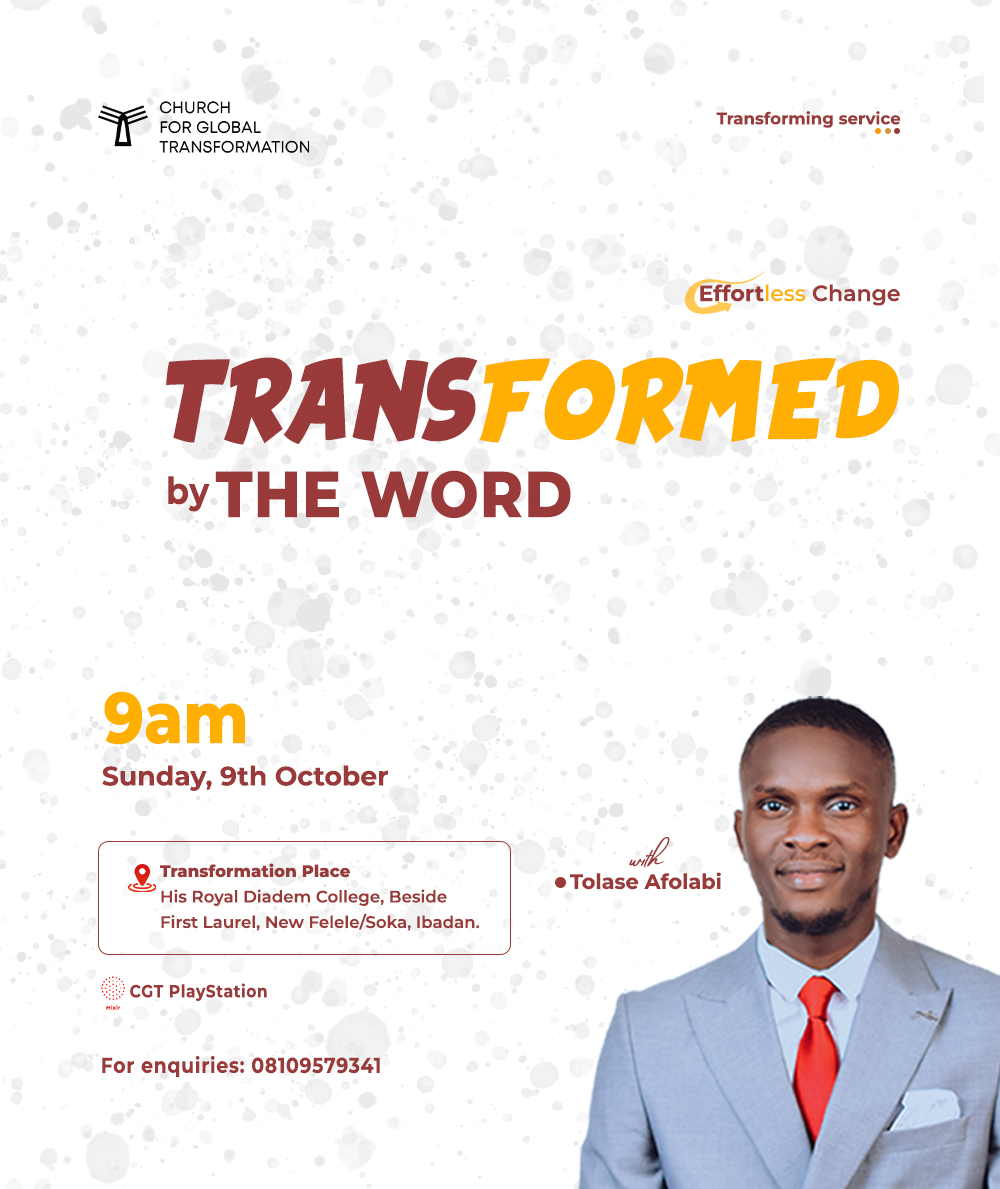 CHURCH
FOR GLOBAL
TRANSFORMATION
Transforming service
Effortless Change
TRANSFORMED
by THE WORD
9am
Sunday, 9th October
Transformation Place
His Royal Diadem College, Beside
First Laurel, New Felele/Soka, Ibadan.
with
Tolase Afolabi
Mixlr
CGT PlayStation
For enquiries: 08109579341